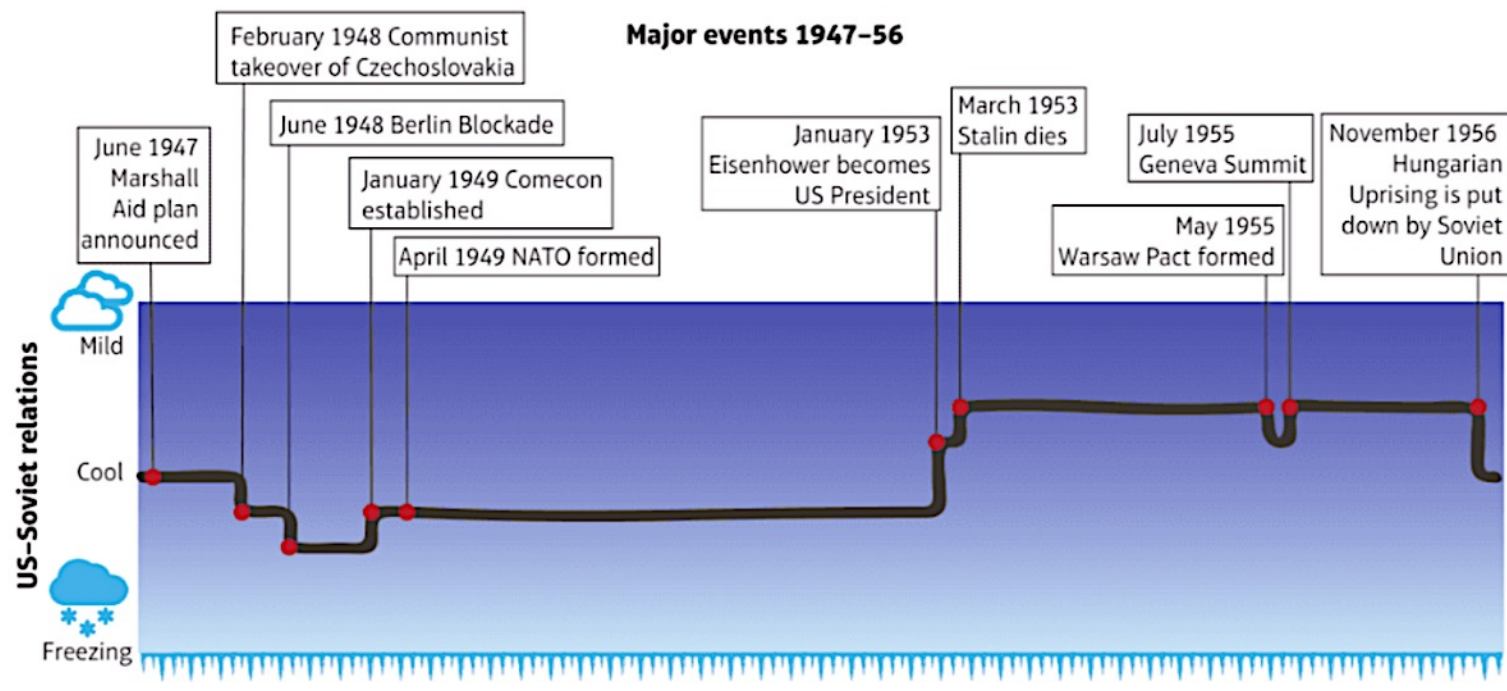 Major events 1947–56
February 1948 Communist
takeover of Czechoslovakia
June 1948 Berlin Blockade
June 1947
Marshall
Aid plan
announced
January 1949 Comecon
established
April 1949 NATO formed
January 1953
Eisenhower becomes
US President
March 1953
Stalin dies
July 1955
Geneva Summit
May 1955
Warsaw Pact formed
November 1956
Hungarian
Uprising is put
down by Soviet
Union
US–Soviet relations
Mild
Cool
Freezing